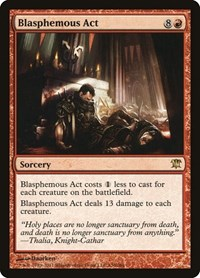 Blasphemous Act 8
Sorcery
Blasphemous Act costs 1 less to cast for
each creature on the battlefield.
Blasphemous Act deals 13 damage to each
creature.
“Holy places are no longer sanctuary from death,
and death is no longer sanctuary from anything.”
—Thalia, Knight-Cathar